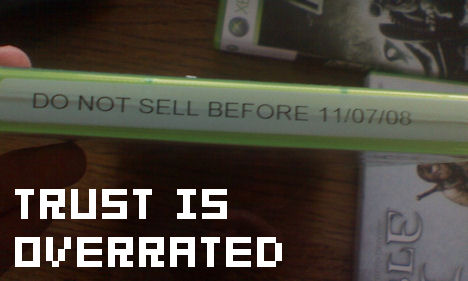 DO NOT SELL BEFORE 11/07/08
TRUST IS
OVERRATED